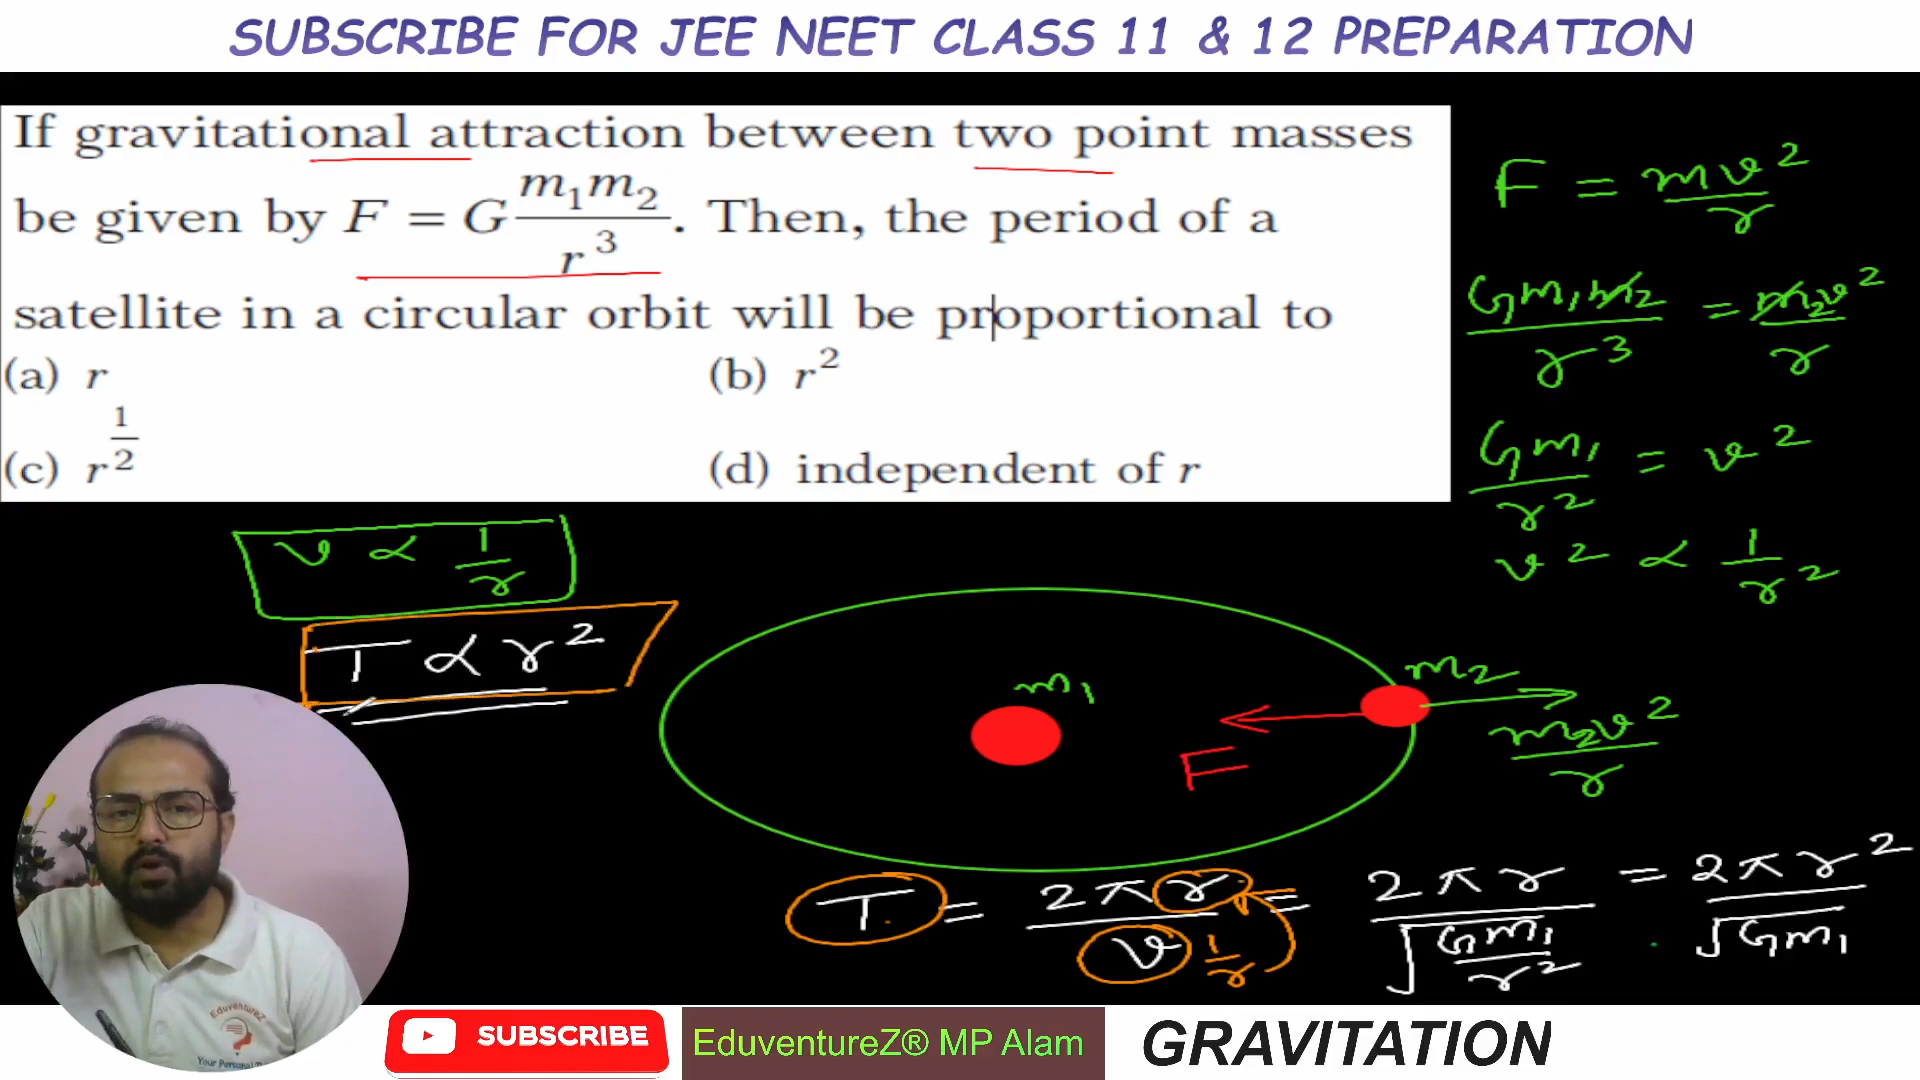 SUBSCRIBE FOR JEE NEET CLASS 11 & 12 PREPARATION
If gravitational attraction between two point masses
be given by F = G m₁m₂ / r³. Then, the period of a
satellite in a circular orbit will be proportional to
(a) r (b) r²
(c) r^(1/2) (d) independent of r
F = mv²/r
Gm₁m₂/r³ = m₂v²/r
Gm₁/r² = v²
v² ∝ 1/r²
v ∝ 1/r
T ∝ r²
m₁
m₂
F
m₂v²/r
T = 2πr/v = 2πr/√(Gm₁/r²) = 2πr²/√Gm₁
1/r
EduventureZ
SUBSCRIBE
EduventureZ® MP Alam
GRAVITATION